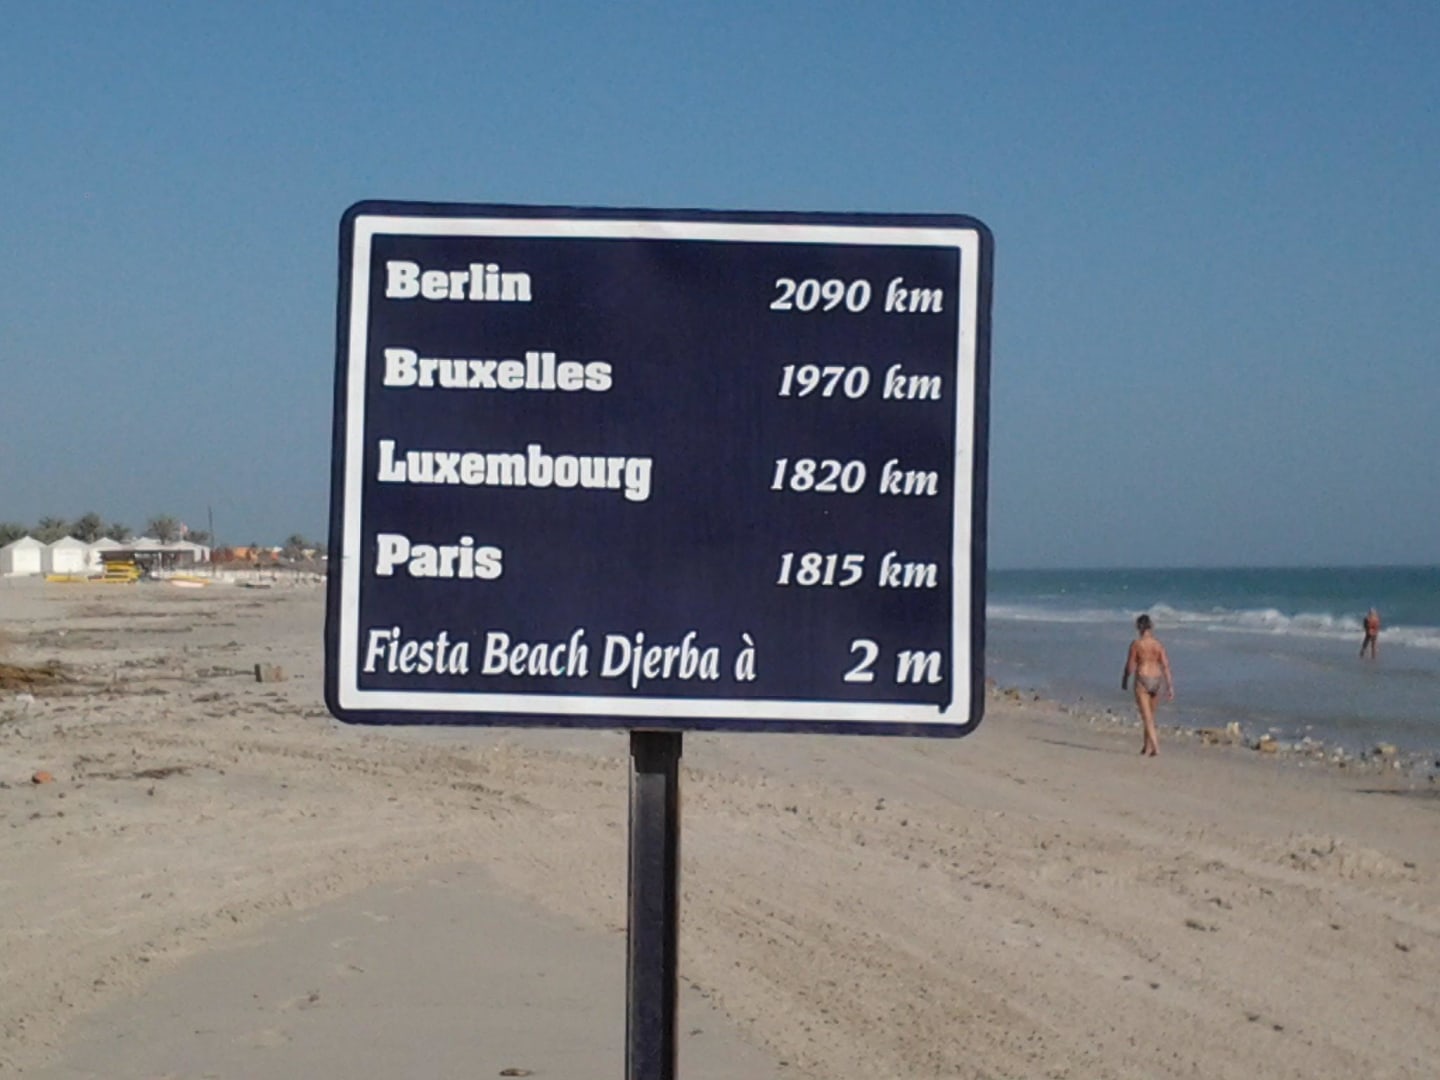 Berlin 2090 km
Bruxelles 1970 km
Luxembourg 1820 km
Paris 1815 km
Fiesta Beach Djerba à 2 m